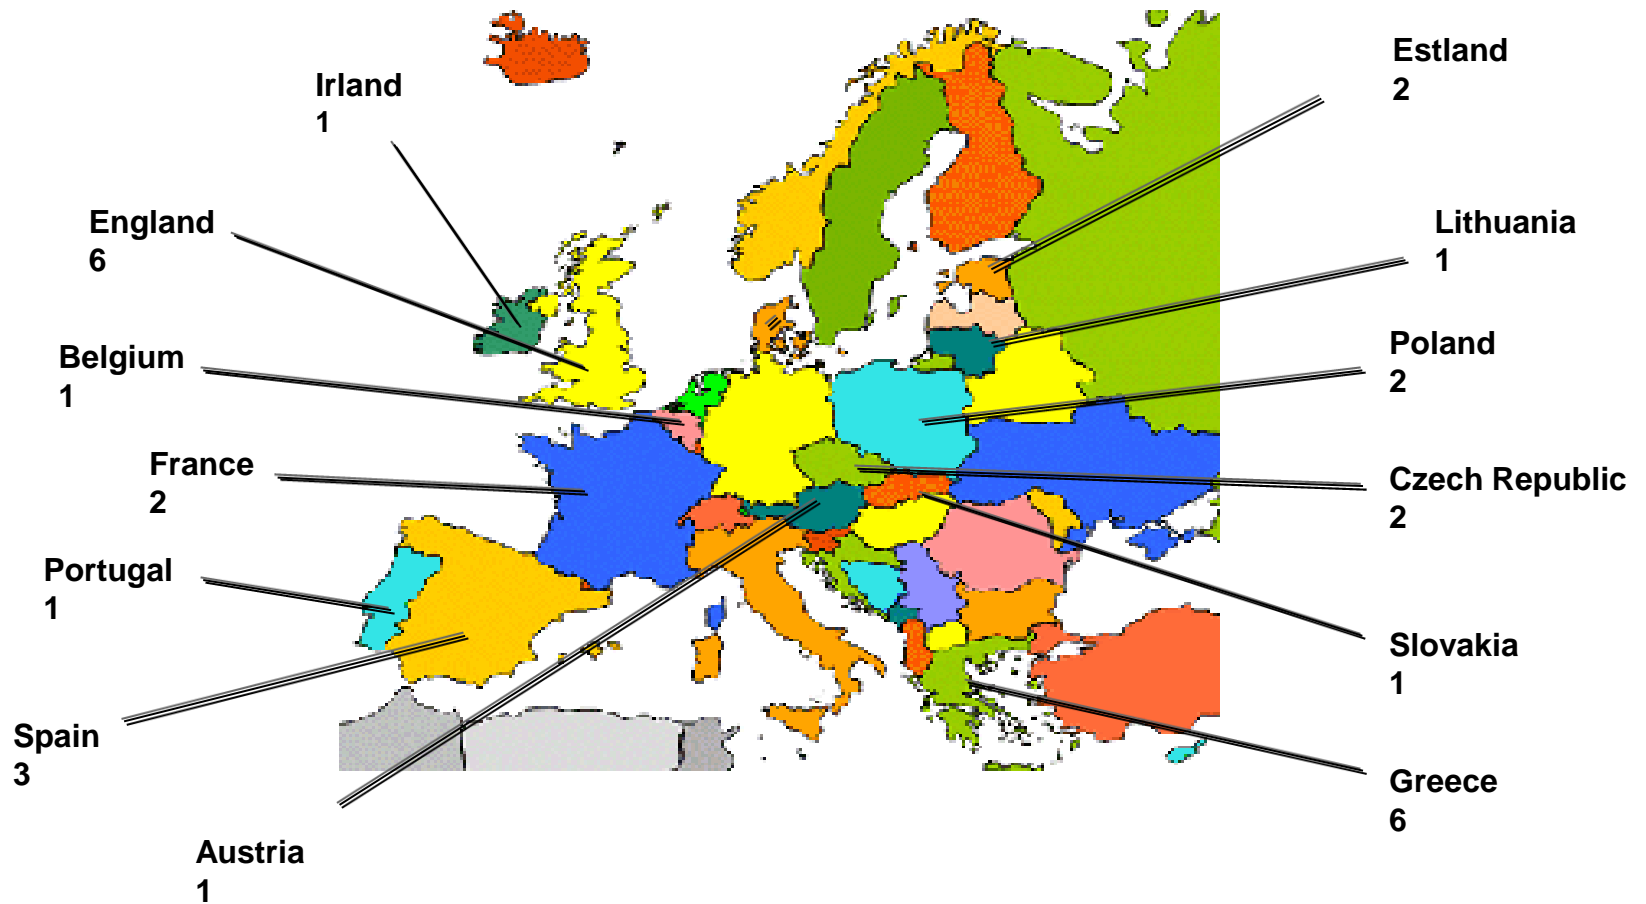 Irland
1
England
6
Belgium
1
France
2
Portugal
1
Spain
3
Austria
1
Estland
2
Lithuania
1
Poland
2
Czech Republic
2
Slovakia
1
Greece
6